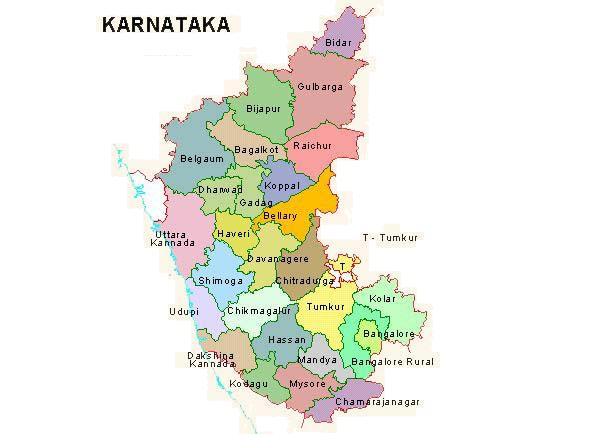 KARNATAKA
Bidar
Gulbarga
Bijapur
Raichur
Bagalkot
Belgaum
Koppal
Dharwad
Gadag
Bellary
Uttara
Kannada
Haveri
T - Tumkur
Davanagere
T
Shimoga
Chitradurga
Kolar
Udupi
Chikmagalur
Tumkur
Bangalore
Hassan
Dakshina
Kannada
Mandya
Bangalore Rural
Kodagu
Mysore
Chamarajanagar